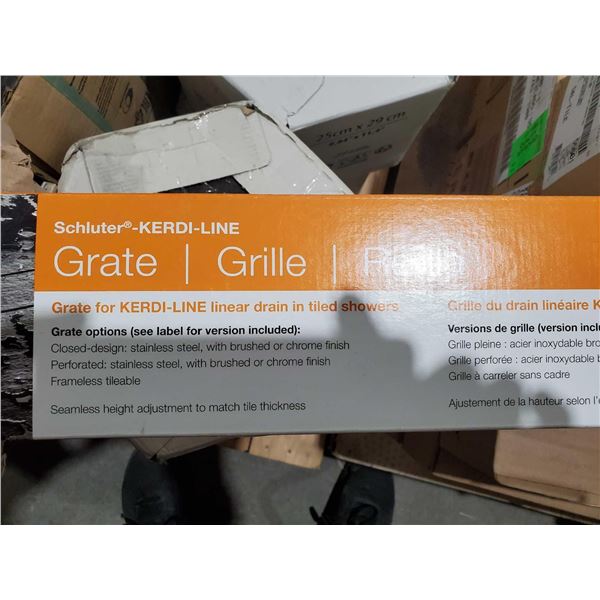 25cm x 29 cm
Schluter®-KERDI-LINE
Grate | Grille |
Grate for KERDI-LINE linear drain in tiled showers
Grate options (see label for version included):
Closed-design: stainless steel, with brushed or chrome finish
Perforated: stainless steel, with brushed or chrome finish
Frameless tileable
Seamless height adjustment to match tile thickness
Grille du drain linéaire K
Versions de grille (version inclu
Grille pleine : acier inoxydable bro
Grille perforée : acier inoxydable b
Grille à carreler sans cadre
Ajustement de la hauteur selon l'é